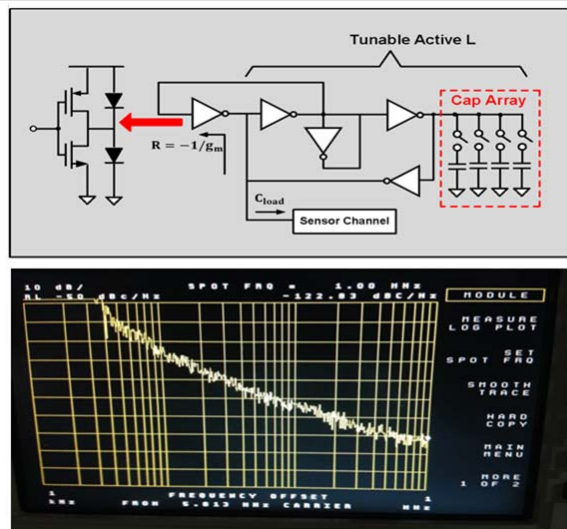 Tunable Active L
Cap Array
R = −1/gm
Cload
Sensor Channel
10 dB/
RL -50 dBc/Hz
SPOT FRQ = 1.00 MHz
-122.83 dBC/Hz
MODULE
MEASURE
LOG PLOT
SET
SPOT FRQ
SMOOTH
TRACE
HARD
COPY
MAIN
MENU
MORE
1 OF 2
1
kHz
FREQUENCY OFFSET
FROM 5.013 MHz CARRIER
1
MHz